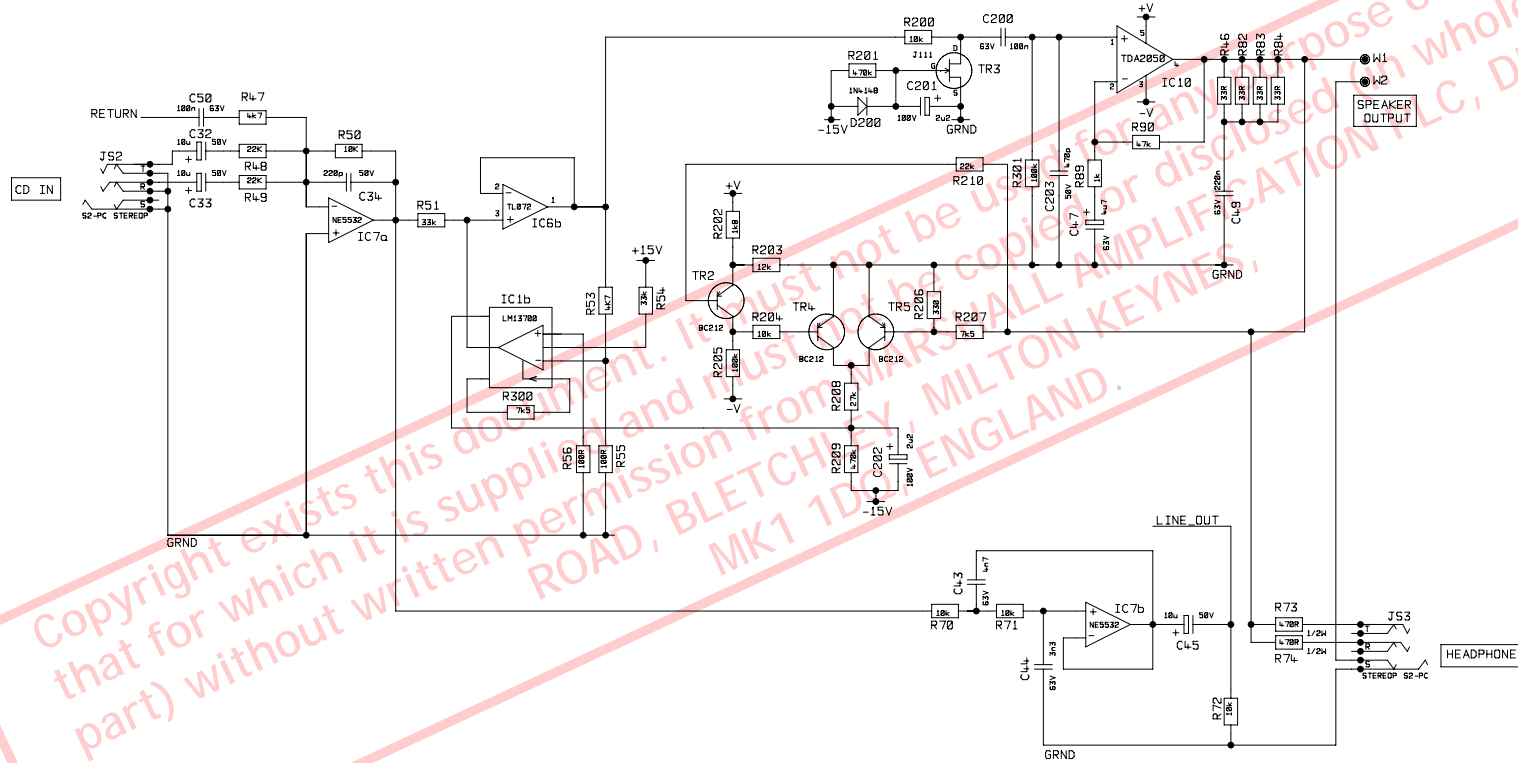 RETURN
C50
100n 63V
R47
4k7
C32
10u 50V
22K
R48
JS2
T
R
S
S2-PC STEREOP
CD IN
10u 50V
C33
22K
R49
R50
10K
220p 50V
C34
NE5532
IC7a
R51
33k
2
3
1
TL072
IC6b
+15V
R53
4K7
33k
R54
IC1b
LM13700
R300
7k5
R56
100R
100R
R55
GRND
R200
10k
C200
63V 100n
J111
D
G
S
TR3
R201
470k
C201
1N4148
D200
100V 2u2
-15V
GRND
+V
1
2
5
4
3
TDA2050
IC10
-V
R90
47k
R89
1k
R301
100k
C203
470p
50V
C47
4u7
63V
R46
R82
R83
R84
33R
33R
33R
33R
220n
63V
C49
GRND
W1
W2
SPEAKER
OUTPUT
22k
R210
+V
R202
1k8
R203
12k
TR2
BC212
R204
10k
R205
100k
-V
TR4
BC212
TR5
BC212
R206
330
R207
7k5
R208
27k
R209
470k
C202
2u2
100V
-15V
LINE_OUT
C43
4n7
63V
10k
R70
10k
R71
C44
3n3
63V
IC7b
NE5532
10u 50V
C45
R72
10k
GRND
R73
470R
1/2W
470R
R74
1/2W
JS3
T
R
S
STEREOP S2-PC
HEADPHONE
Copyright exists this document. It must not be used for any purpose o
that for which it is supplied and must not be copied or disclosed (in whole
part) without written permission from MARSHALL AMPLIFICATION PLC, D
ROAD, BLETCHLEY, MILTON KEYNES,
MK1 1DQ, ENGLAND.